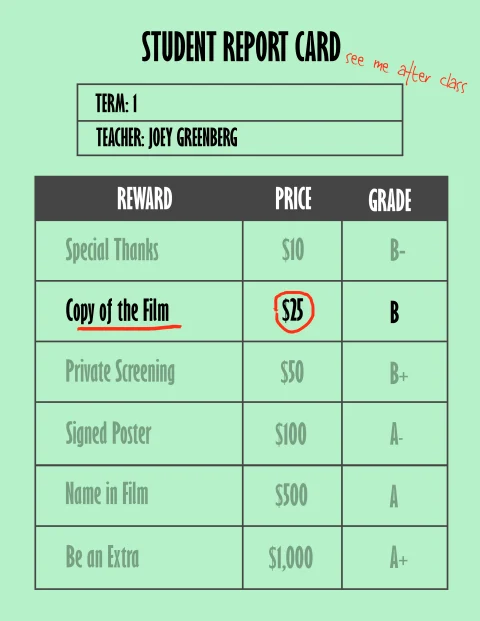 STUDENT REPORT CARD
see me after class
TERM: 1
TEACHER: JOEY GREENBERG
REWARD PRICE GRADE
Special Thanks $10 B-
Copy of the Film $25 B
Private Screening $50 B+
Signed Poster $100 A-
Name in Film $500 A
Be an Extra $1,000 A+